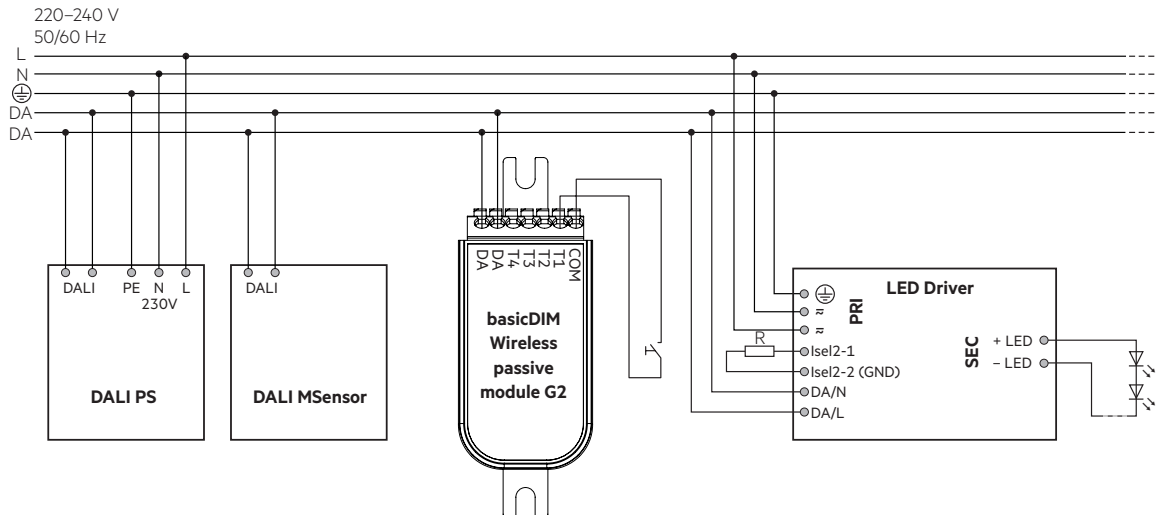 220–240 V
50/60 Hz
L
N
DA
DA
DALI PE N L
230V
DALI PS
DALI
DALI MSensor
DA DA T4 T3 T2 T1 COM
basicDIM
Wireless
passive
module G2
LED Driver
PRI
R
Isel2-1
Isel2-2 (GND)
DA/N
DA/L
SEC
+ LED
– LED